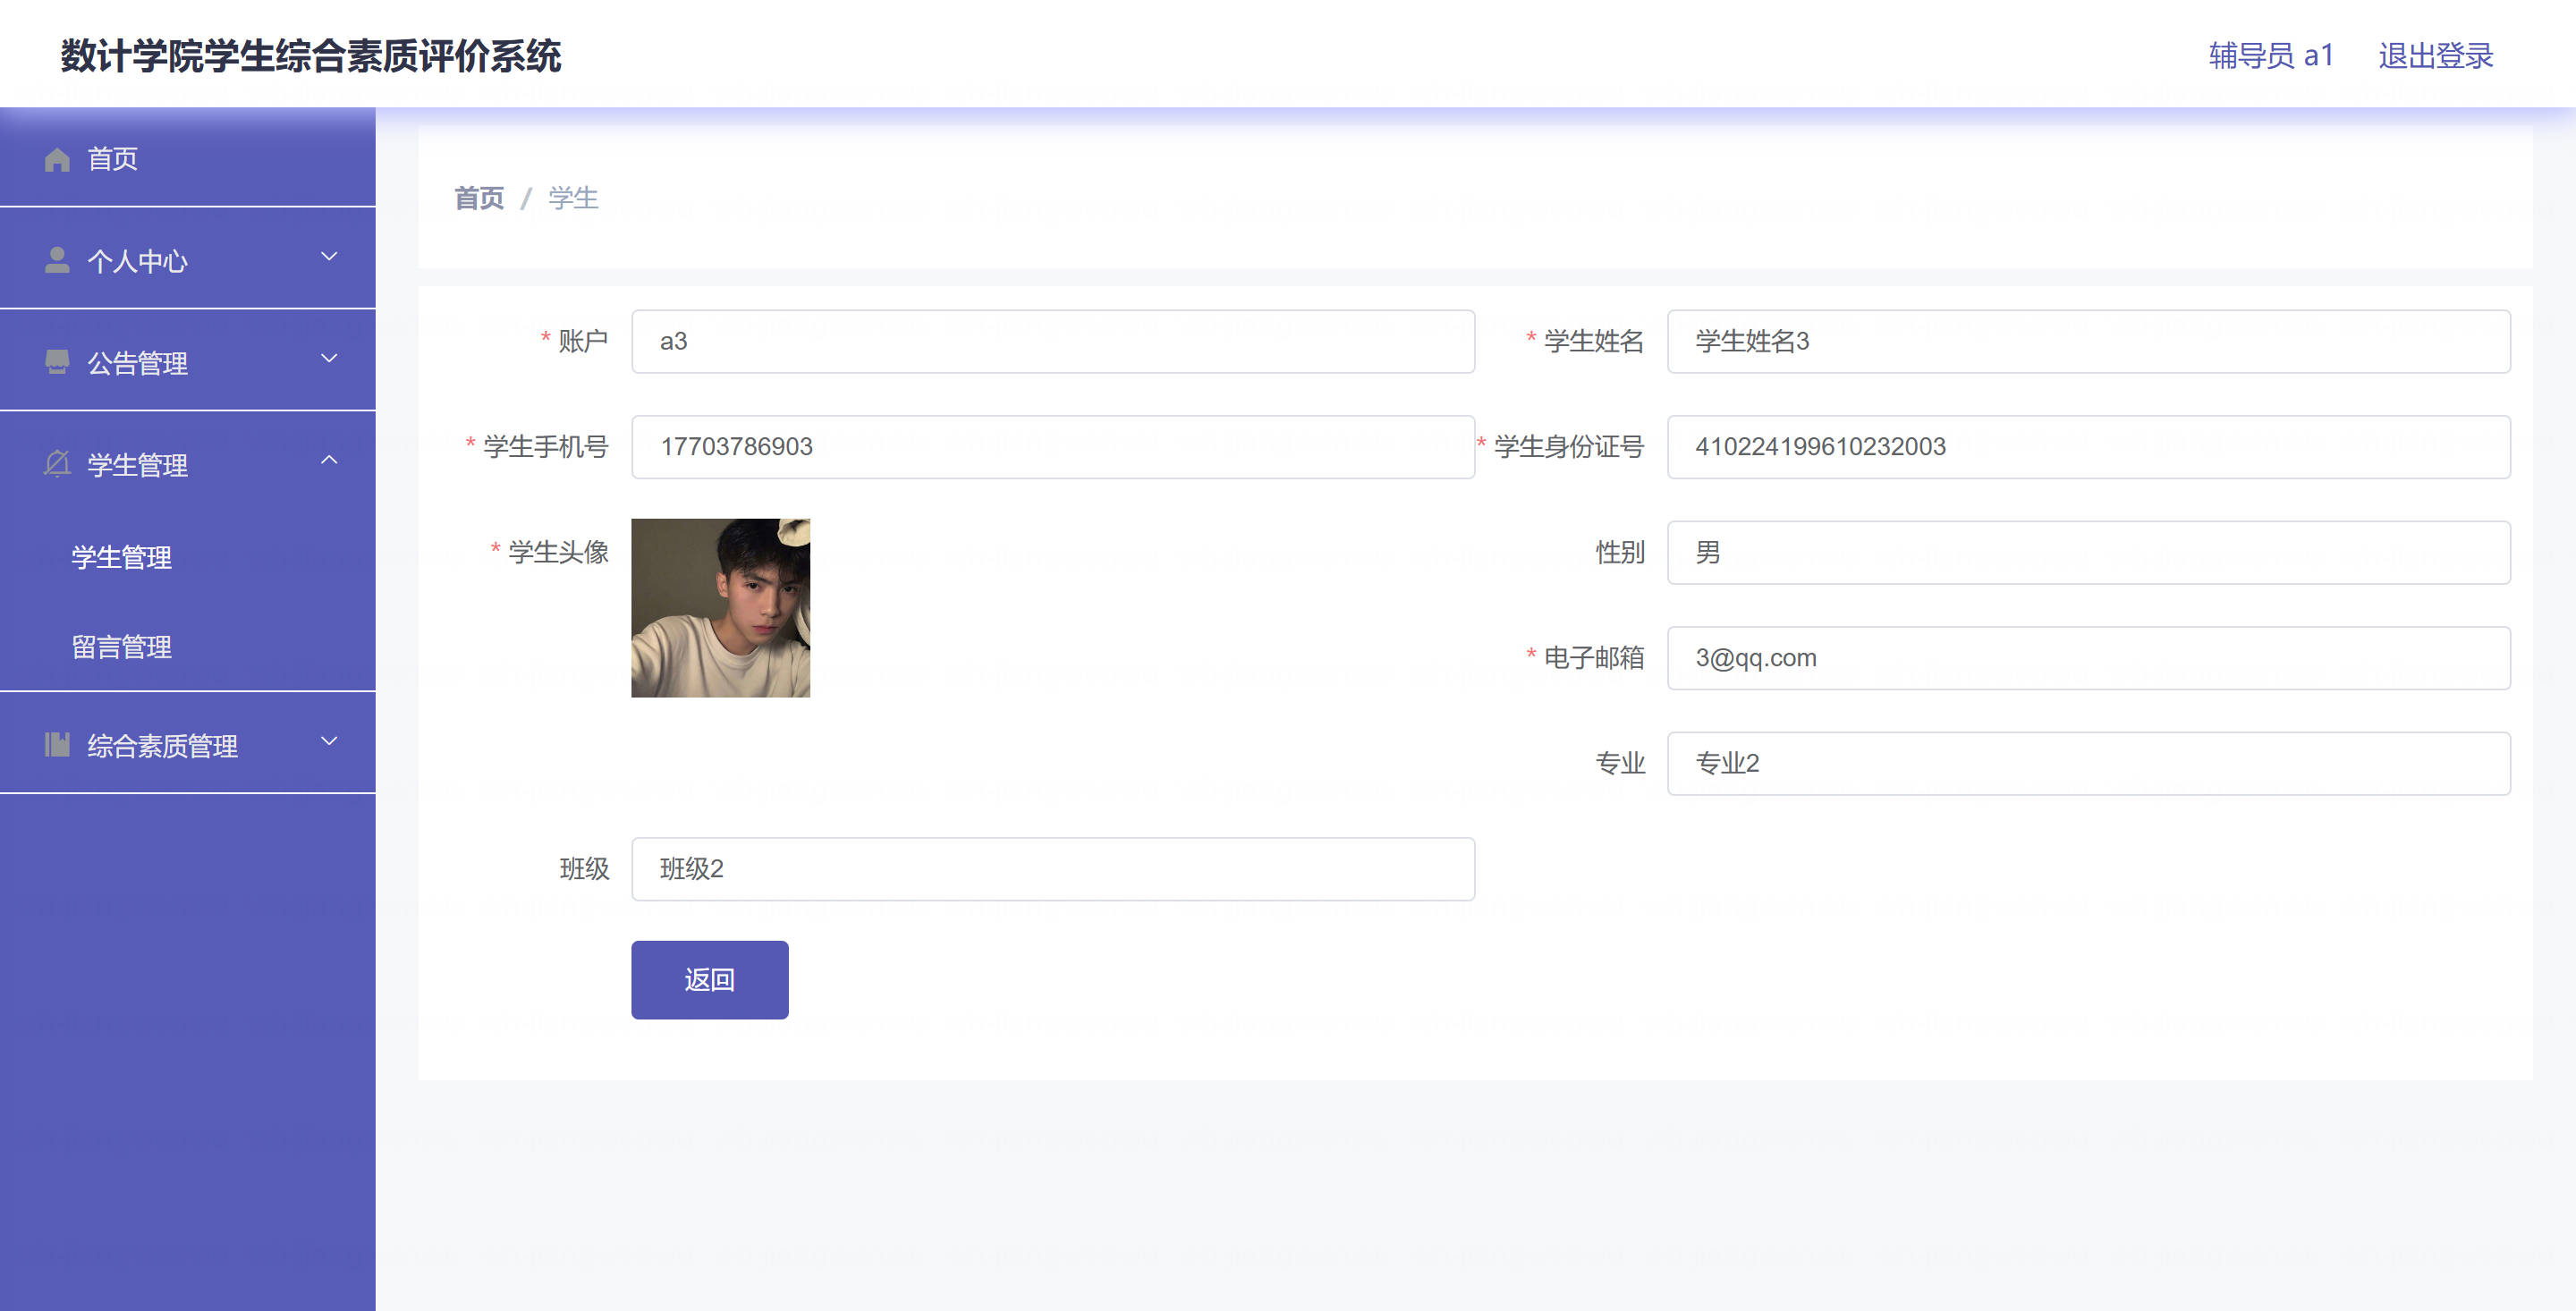 数计学院学生综合素质评价系统
辅导员 a1 退出登录
首页
个人中心
公告管理
学生管理
学生管理
留言管理
综合素质管理
首页 / 学生
* 账户 a3 * 学生姓名 学生姓名3
* 学生手机号 17703786903 * 学生身份证号 410224199610232003
* 学生头像 性别 男
* 电子邮箱 3@qq.com
专业 专业2
班级 班级2
返回